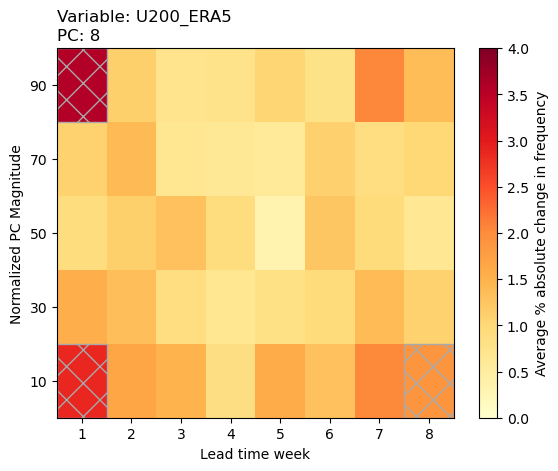 Variable: U200_ERA5
PC: 8
90
70
50
30
10
Normalized PC Magnitude
1 2 3 4 5 6 7 8
Lead time week
4.0
3.5
3.0
2.5
2.0
1.5
1.0
0.5
0.0
Average % absolute change in frequency